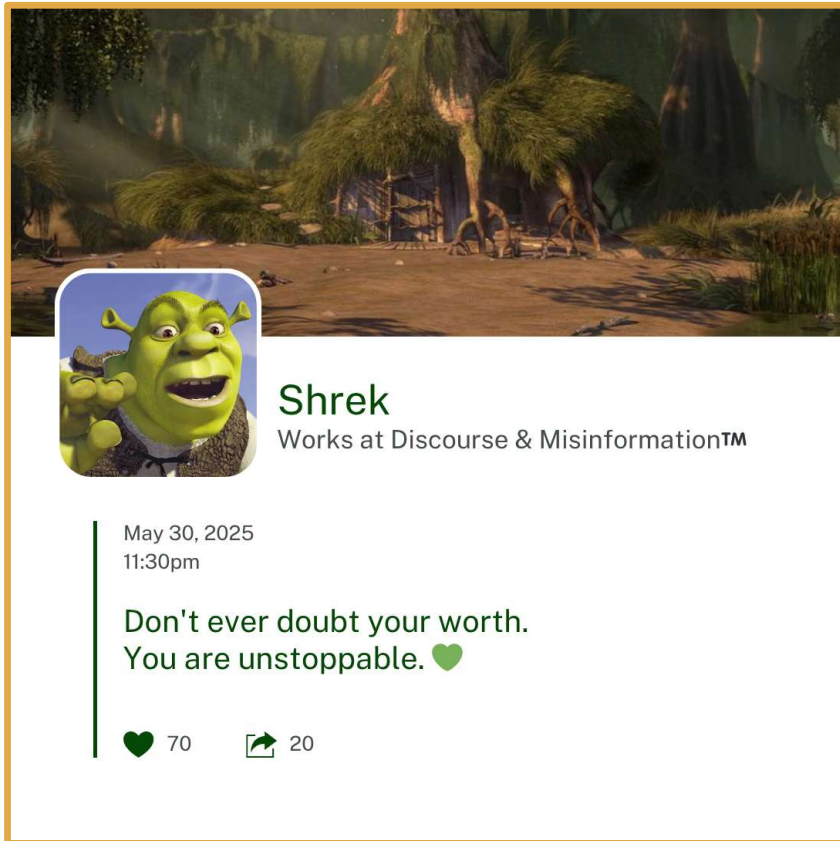 Shrek
Works at Discourse & Misinformation™
May 30, 2025
11:30pm
Don't ever doubt your worth.
You are unstoppable. 💚
70 20